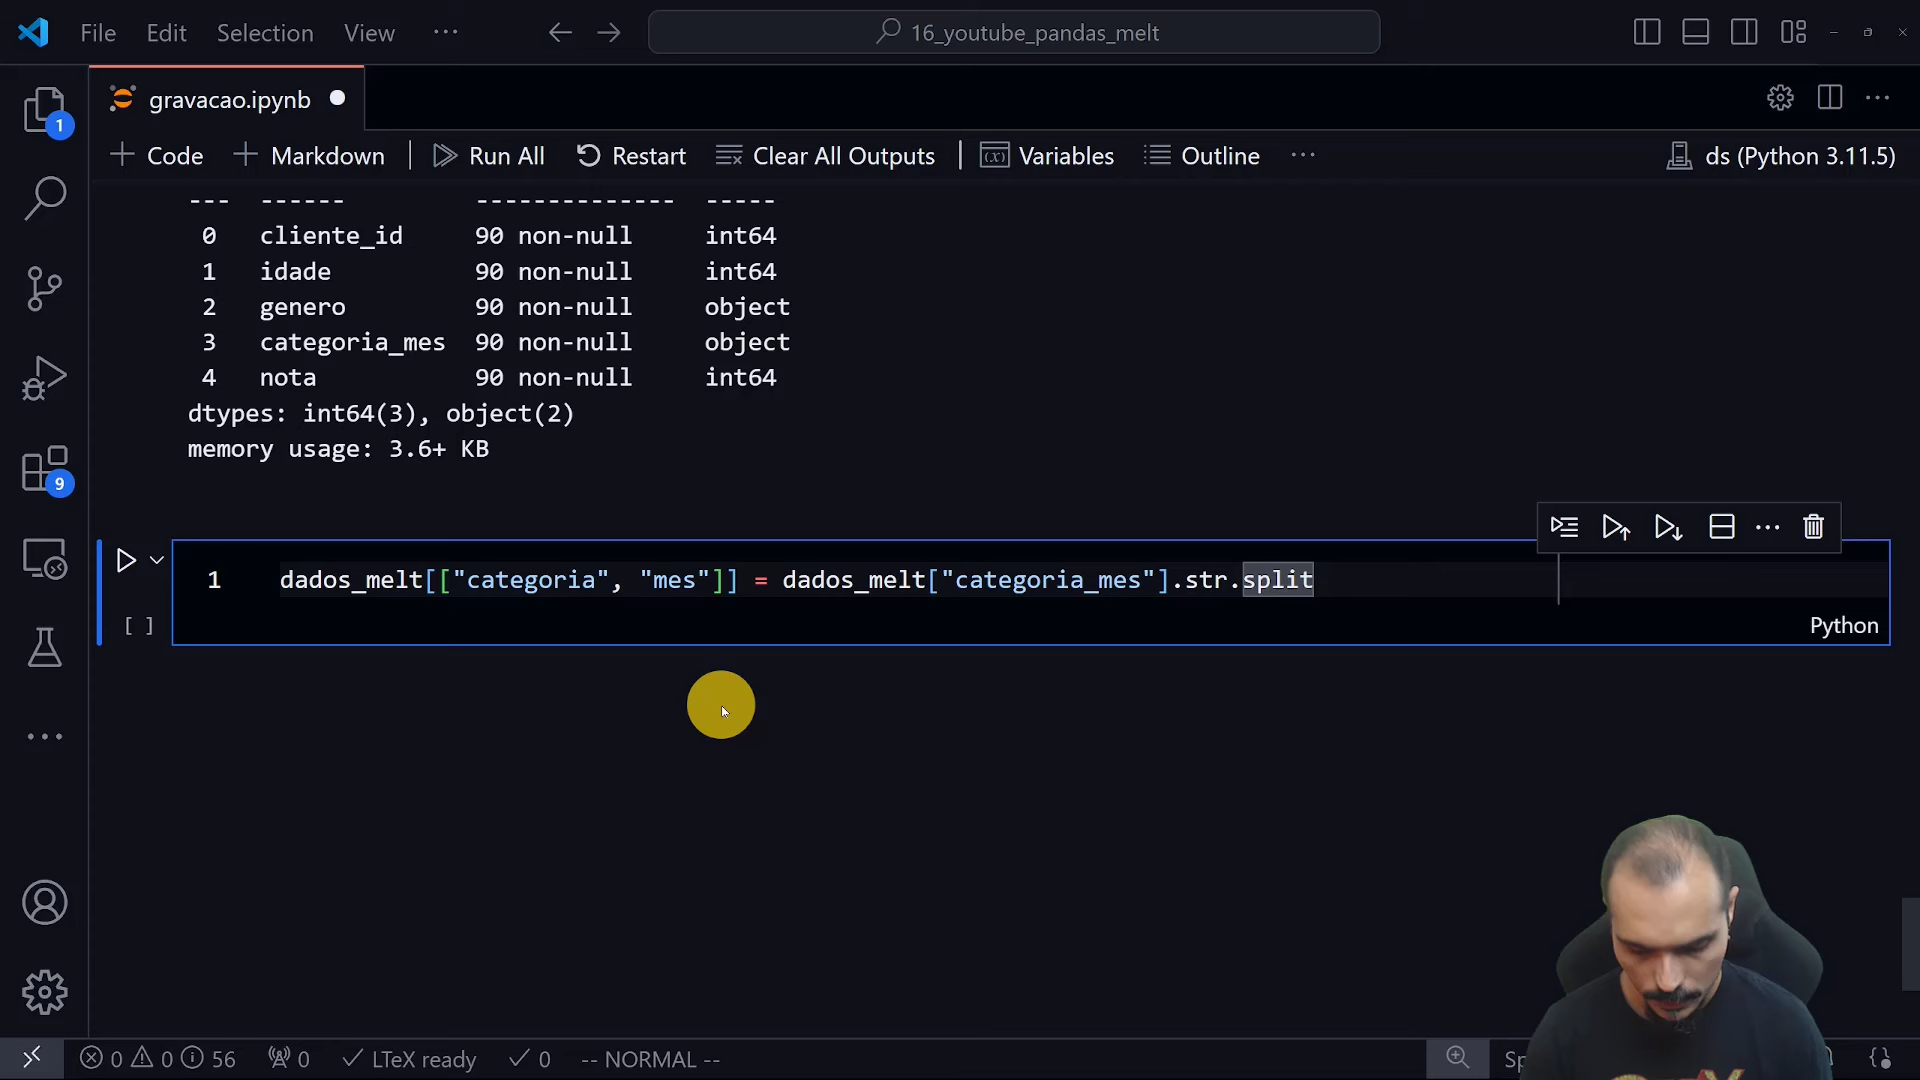 File Edit Selection View ··· 16_youtube_pandas_melt
gravacao.ipynb
Code Markdown Run All Restart Clear All Outputs Variables Outline ··· ds (Python 3.11.5)
--- ------ -------------- -----
0 cliente_id 90 non-null int64
1 idade 90 non-null int64
2 genero 90 non-null object
3 categoria_mes 90 non-null object
4 nota 90 non-null int64
dtypes: int64(3), object(2)
memory usage: 3.6+ KB
1 dados_melt[["categoria", "mes"]] = dados_melt["categoria_mes"].str.split
[ ] Python
1
9
0 0 56 0 LTeX ready 0 -- NORMAL -- Sp